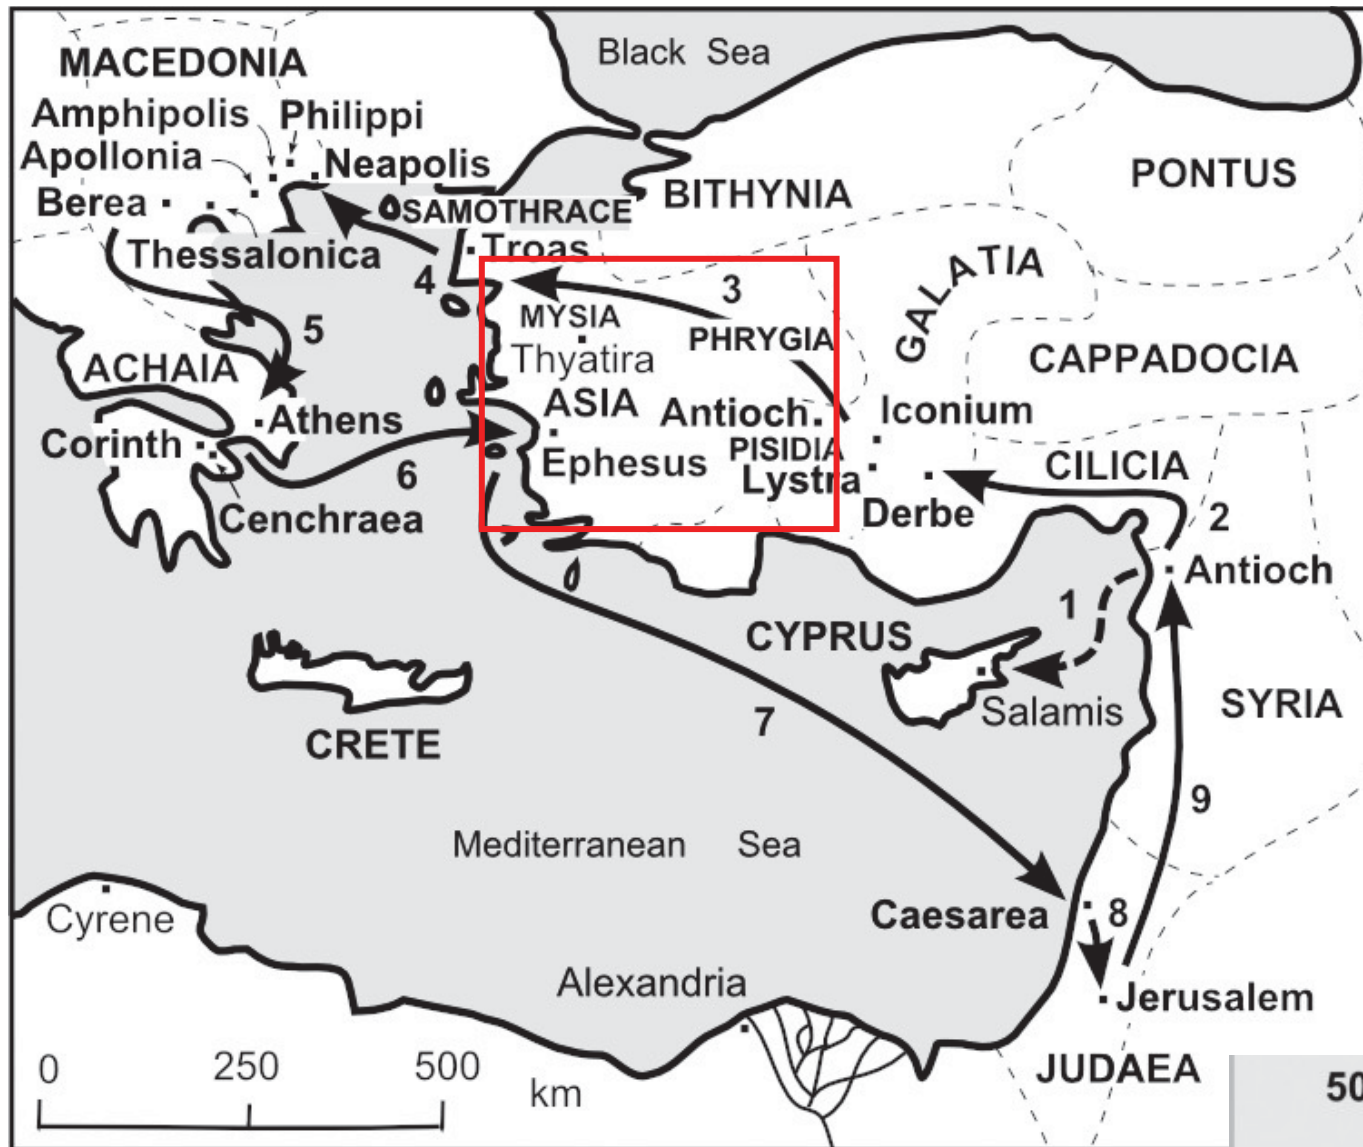 Black Sea
MACEDONIA
Amphipolis
Philippi
Apollonia
Neapolis
Berea
SAMOTHRACE
BITHYNIA
PONTUS
Thessalonica
Troas
4
3
GALATIA
5
MYSIA
PHRYGIA
Thyatira
ACHAIA
CAPPADOCIA
ASIA
Antioch
Iconium
Athens
Corinth
6
Ephesus
PISIDIA
Lystra
CILICIA
Cenchraea
Derbe
2
Antioch
1
CYPRUS
Salamis
SYRIA
7
CRETE
9
Mediterranean Sea
Caesarea
8
Cyrene
Alexandria
Jerusalem
JUDAEA
0 250 500
km
50